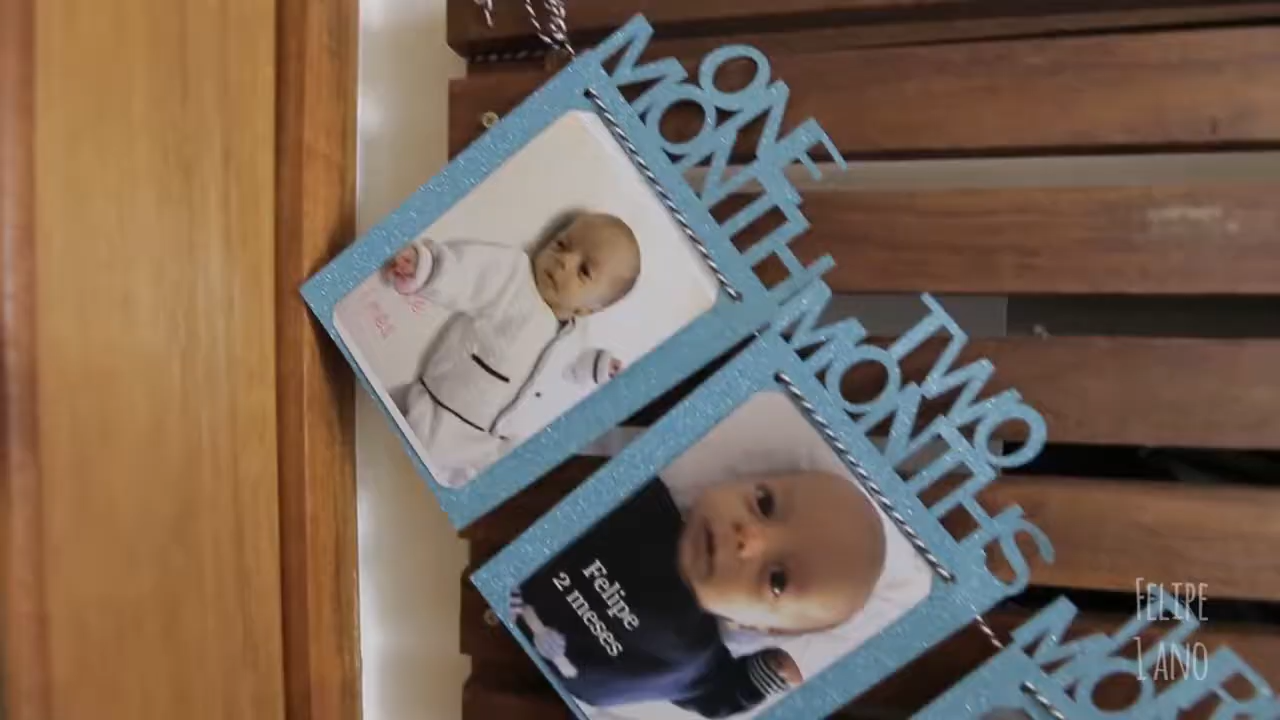 ONE
MONTH
TWO
MONTHS
Felipe
2 meses
FELIPE
1 ANO